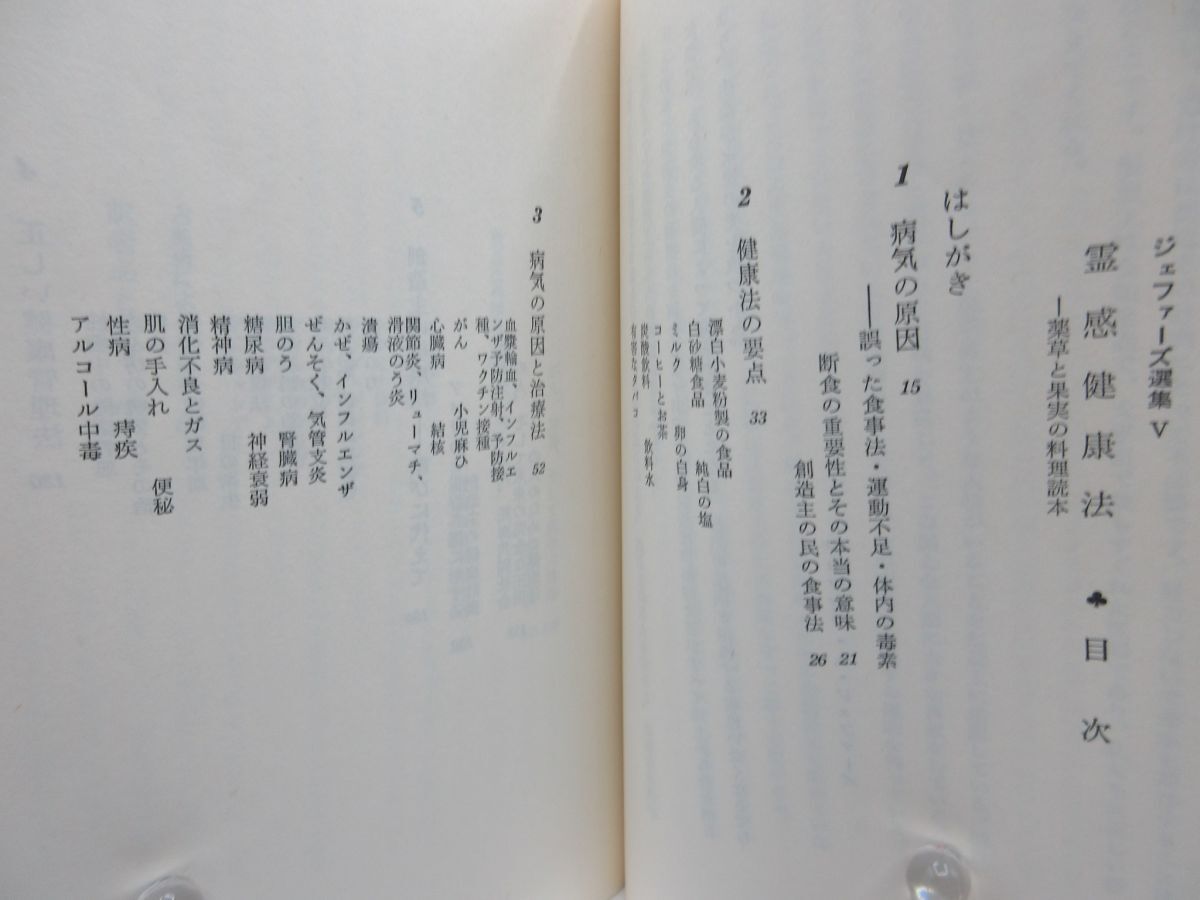 ジェファーズ選集 V
霊感健康法 ♣ 目次
―薬草と果実の料理読本
はしがき
1 病気の原因 15
――誤った食事法・運動不足・体内の毒素
断食の重要性とその本当の意味 21
創造主の民の食事法 26
2 健康法の要点 33
漂白小麦粉製の食品
白砂糖食品 純白の塩
ミルク 卵の白身
コーヒーとお茶
炭酸飲料 飲料水
有害なタバコ
3 病気の原因と治療法 52
血漿輸血、インフルエ
ンザ予防注射、予防接
種、ワクチン接種
がん 小児麻ひ
心臓病 結核
関節炎、リューマチ、
滑液のう炎
潰瘍
かぜ、インフルエンザ
ぜんそく、気管支炎
胆のう 腎臓病
糖尿病 神経衰弱
精神病
消化不良とガス
肌の手入れ 便秘
性病 痔疾
アルコール中毒